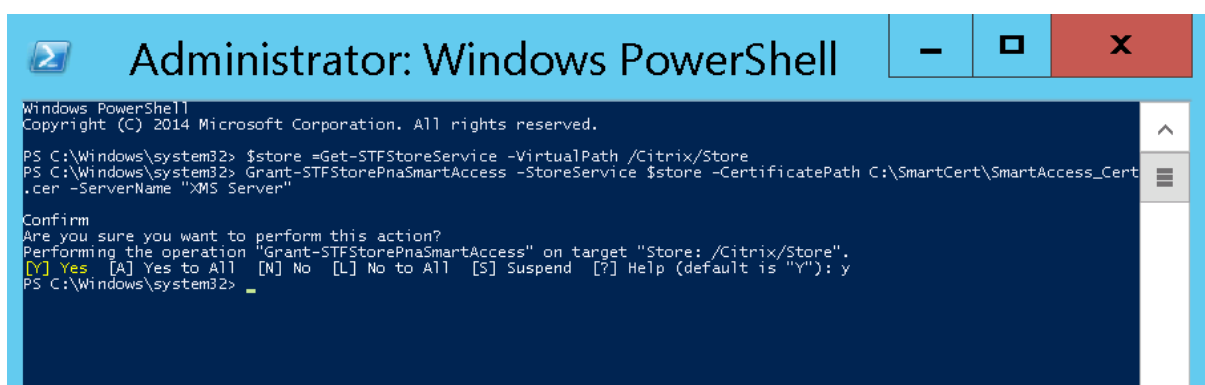 Administrator: Windows PowerShell
Windows PowerShell
Copyright (C) 2014 Microsoft Corporation. All rights reserved.
PS C:\Windows\system32> $store =Get-STFStoreService -VirtualPath /Citrix/Store
PS C:\Windows\system32> Grant-STFStorePnaSmartAccess -StoreService $store -CertificatePath C:\SmartCert\SmartAccess_Cert
.cer -ServerName "XMS Server"
Confirm
Are you sure you want to perform this action?
Performing the operation "Grant-STFStorePnaSmartAccess" on target "Store: /Citrix/Store".
[Y] Yes  [A] Yes to All  [N] No  [L] No to All  [S] Suspend  [?] Help (default is "Y"): y
PS C:\Windows\system32>